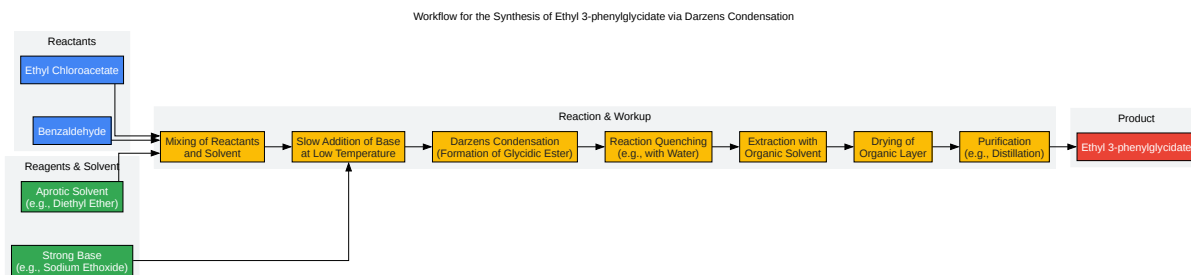 Workflow for the Synthesis of Ethyl 3-phenylglycidate via Darzens Condensation
Reactants
Ethyl Chloroacetate
Benzaldehyde
Reagents & Solvent
Aprotic Solvent
(e.g., Diethyl Ether)
Strong Base
(e.g., Sodium Ethoxide)
Reaction & Workup
Mixing of Reactants
and Solvent
Slow Addition of Base
at Low Temperature
Darzens Condensation
(Formation of Glycidic Ester)
Reaction Quenching
(e.g., with Water)
Extraction with
Organic Solvent
Drying of
Organic Layer
Purification
(e.g., Distillation)
Product
Ethyl 3-phenylglycidate